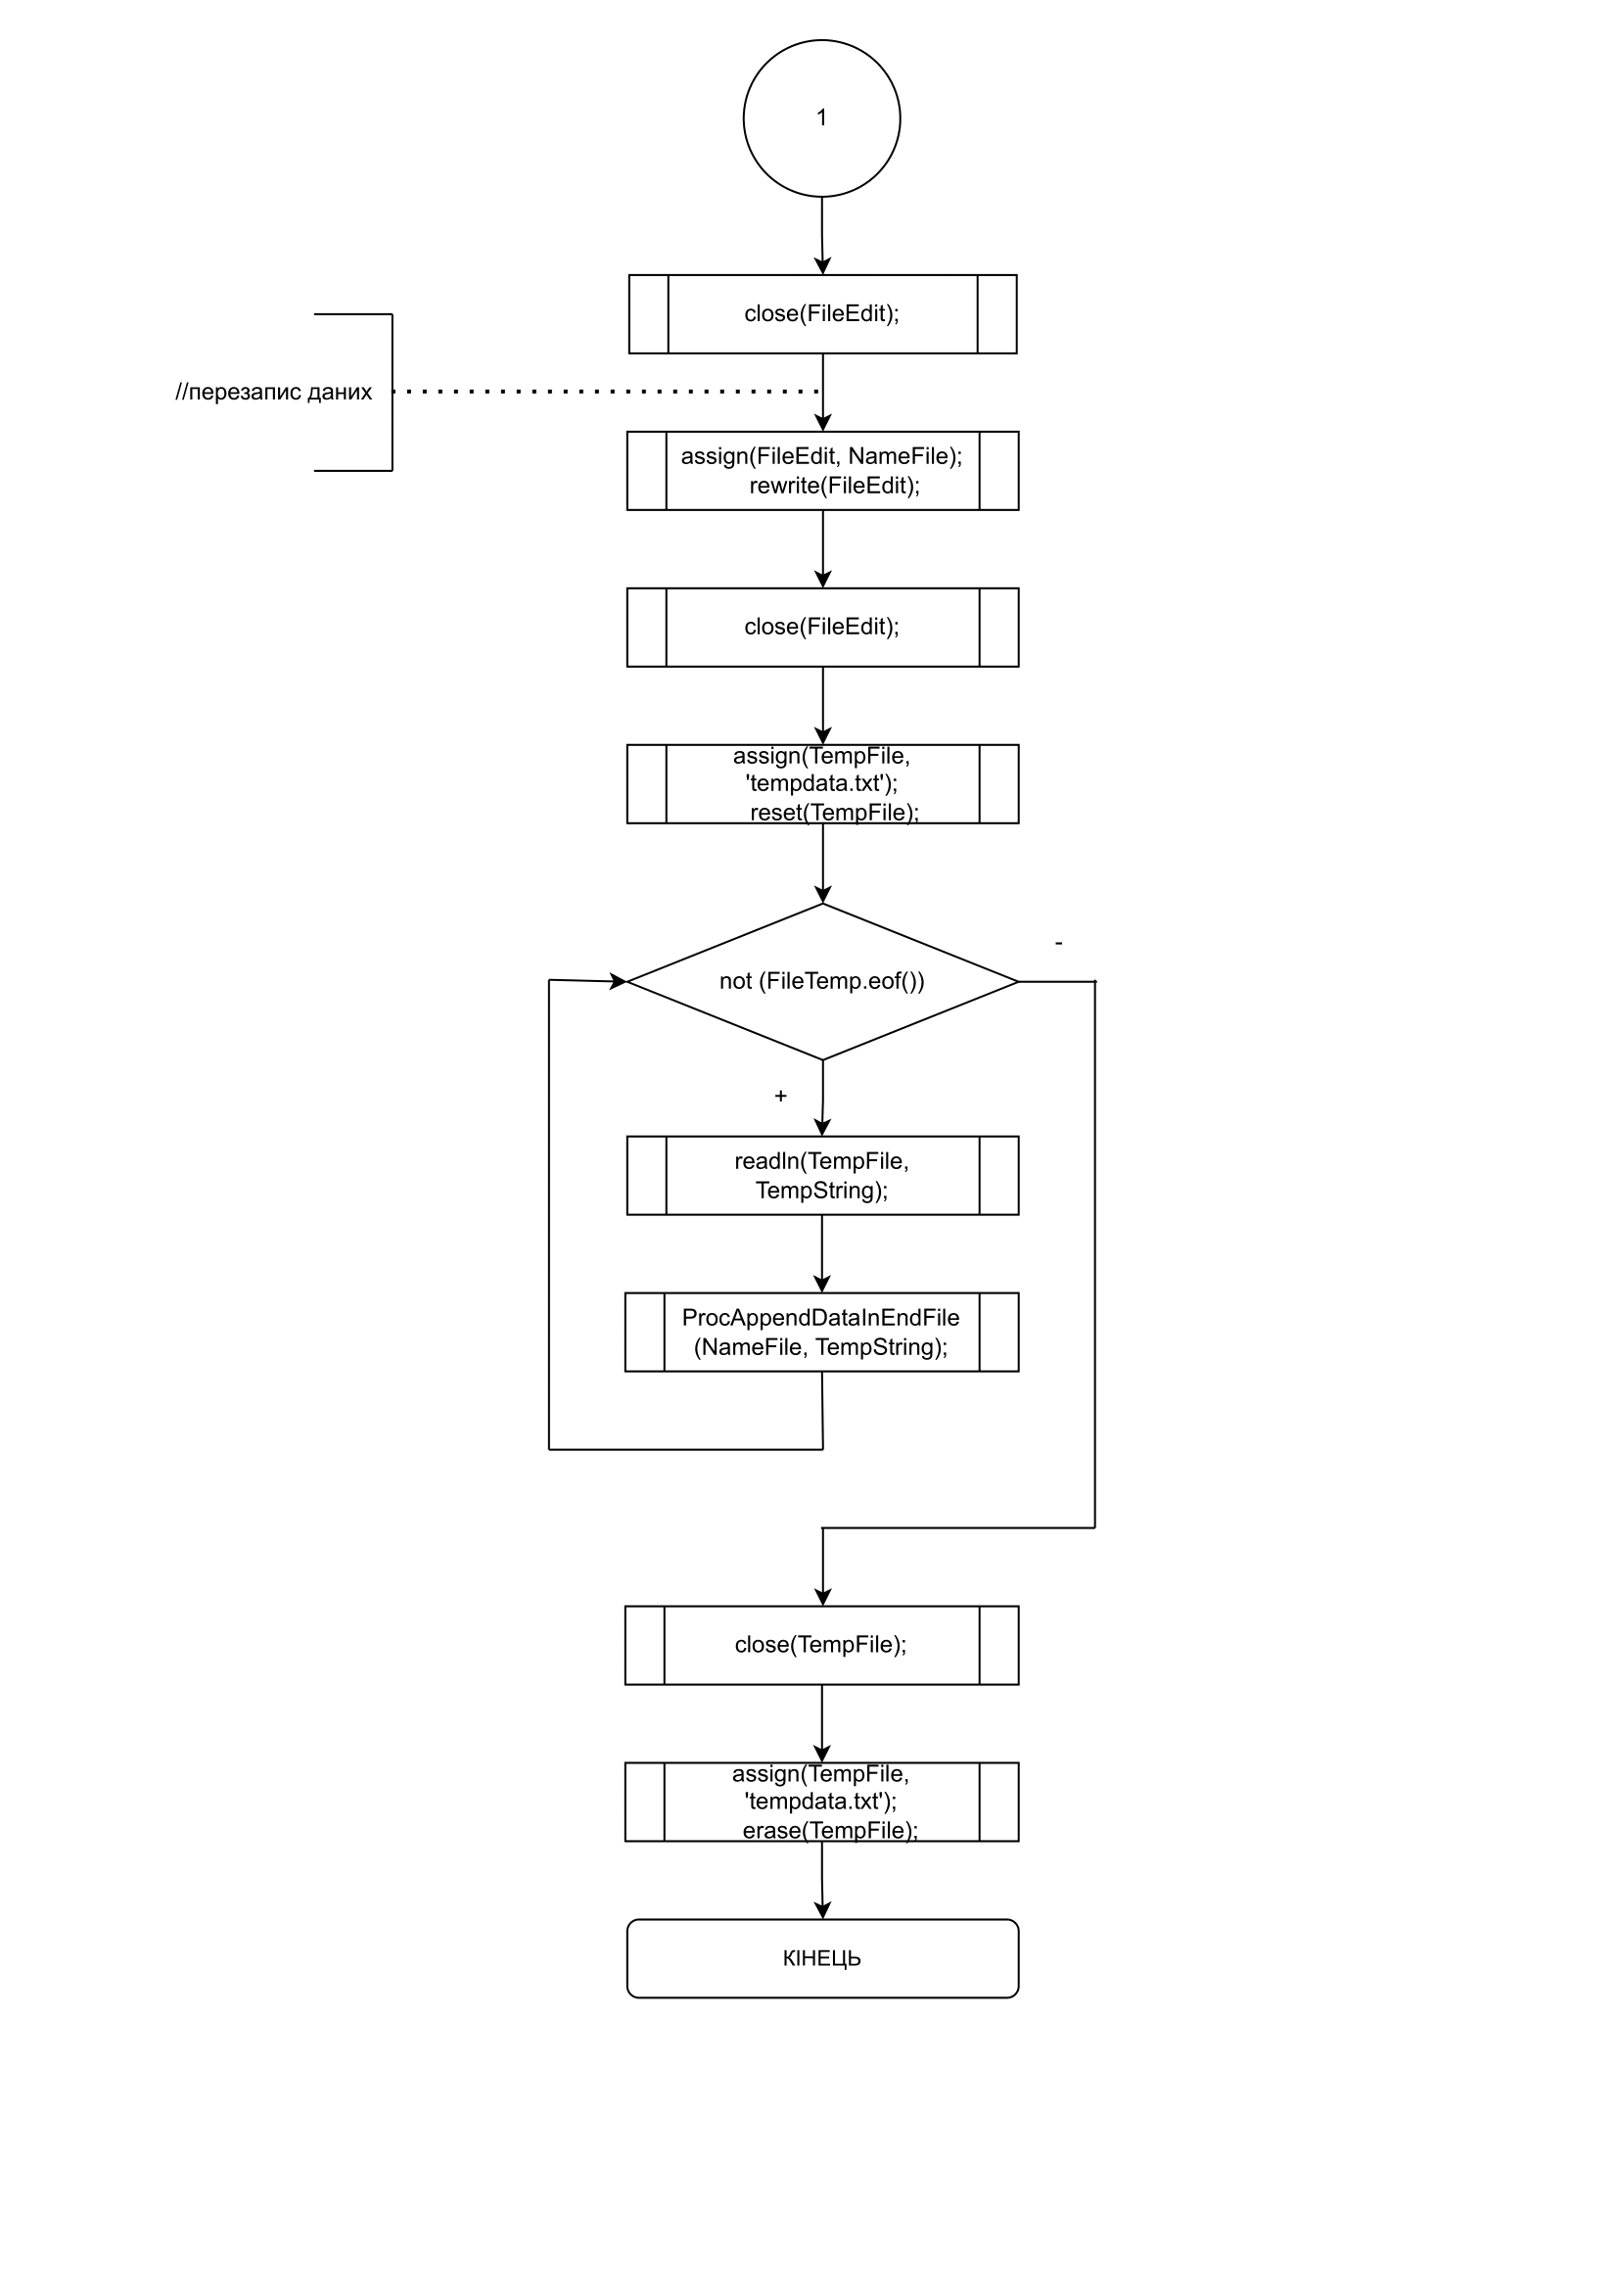 1
close(FileEdit);
//перезапис даних
assign(FileEdit, NameFile);
rewrite(FileEdit);
close(FileEdit);
assign(TempFile,
'tempdata.txt');
reset(TempFile);
-
not (FileTemp.eof())
+
readln(TempFile,
TempString);
ProcAppendDataInEndFile
(NameFile, TempString);
close(TempFile);
assign(TempFile,
'tempdata.txt');
erase(TempFile);
КІНЕЦЬ